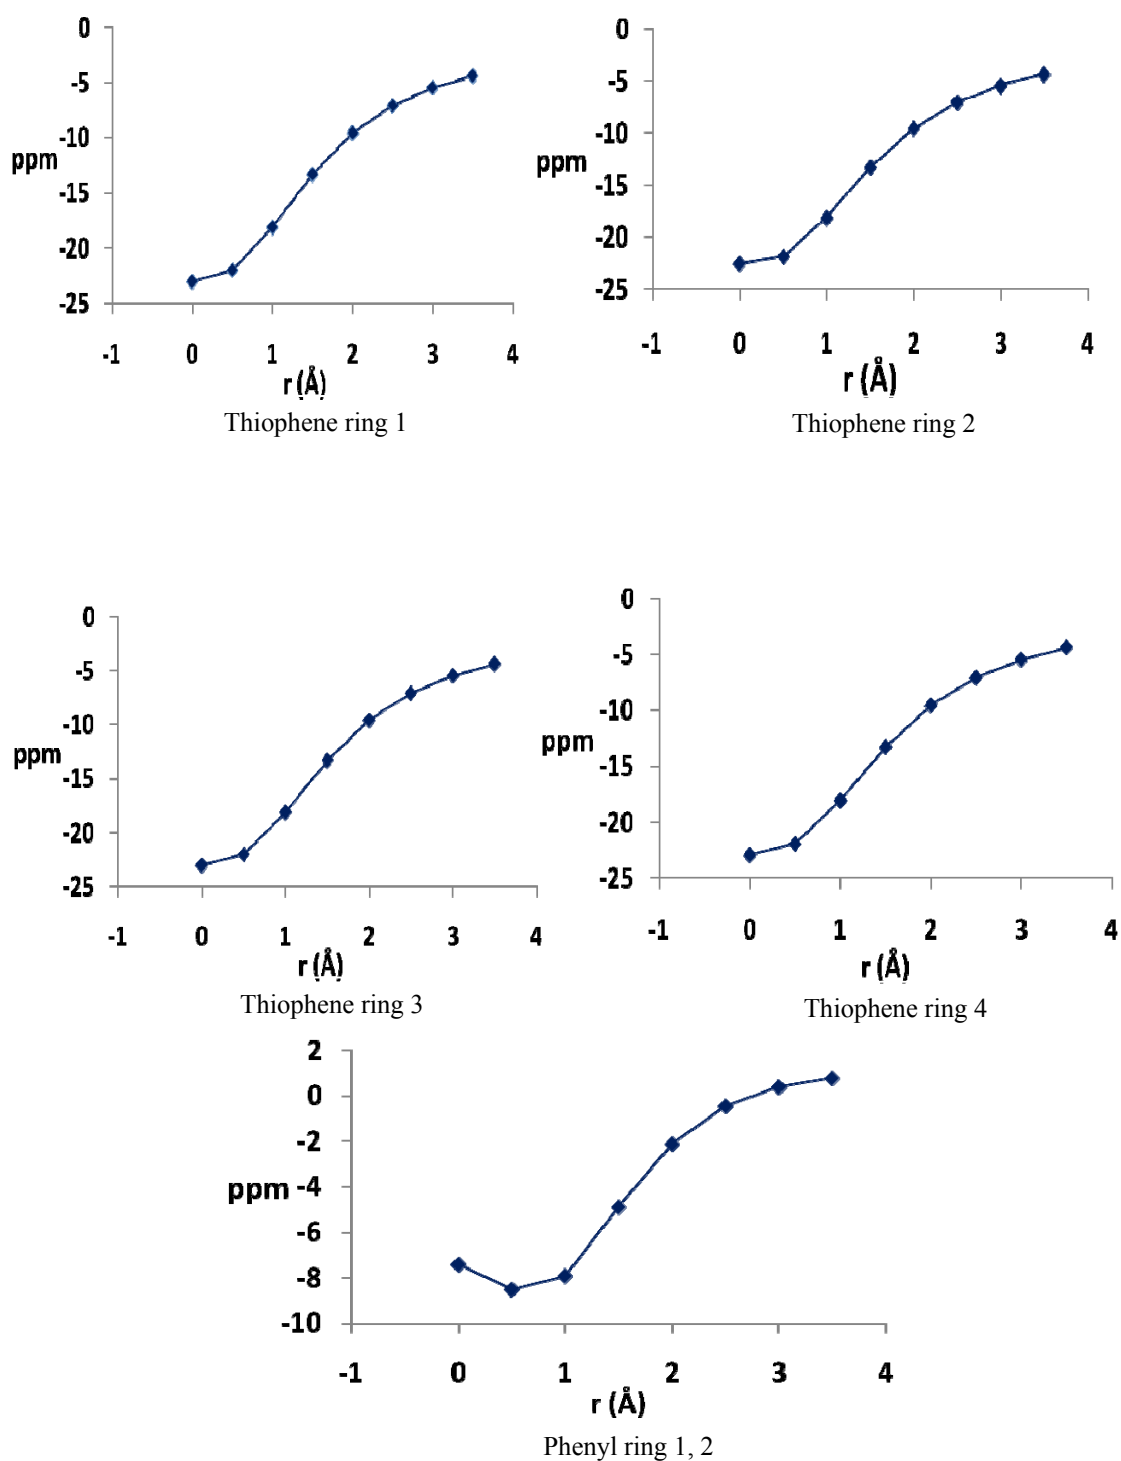 0
-5
-10
ppm
-15
-20
-25
-1 0 1 2 3 4
r (Å)
Thiophene ring 1
0
-5
-10
ppm
-15
-20
-25
-1 0 1 2 3 4
r (Å)
Thiophene ring 2
0
-5
-10
ppm
-15
-20
-25
-1 0 1 2 3 4
r (Å)
Thiophene ring 3
0
-5
-10
ppm
-15
-20
-25
-1 0 1 2 3 4
r (Å)
Thiophene ring 4
2
0
-2
ppm -4
-6
-8
-10
-1 0 1 2 3 4
r (Å)
Phenyl ring 1, 2